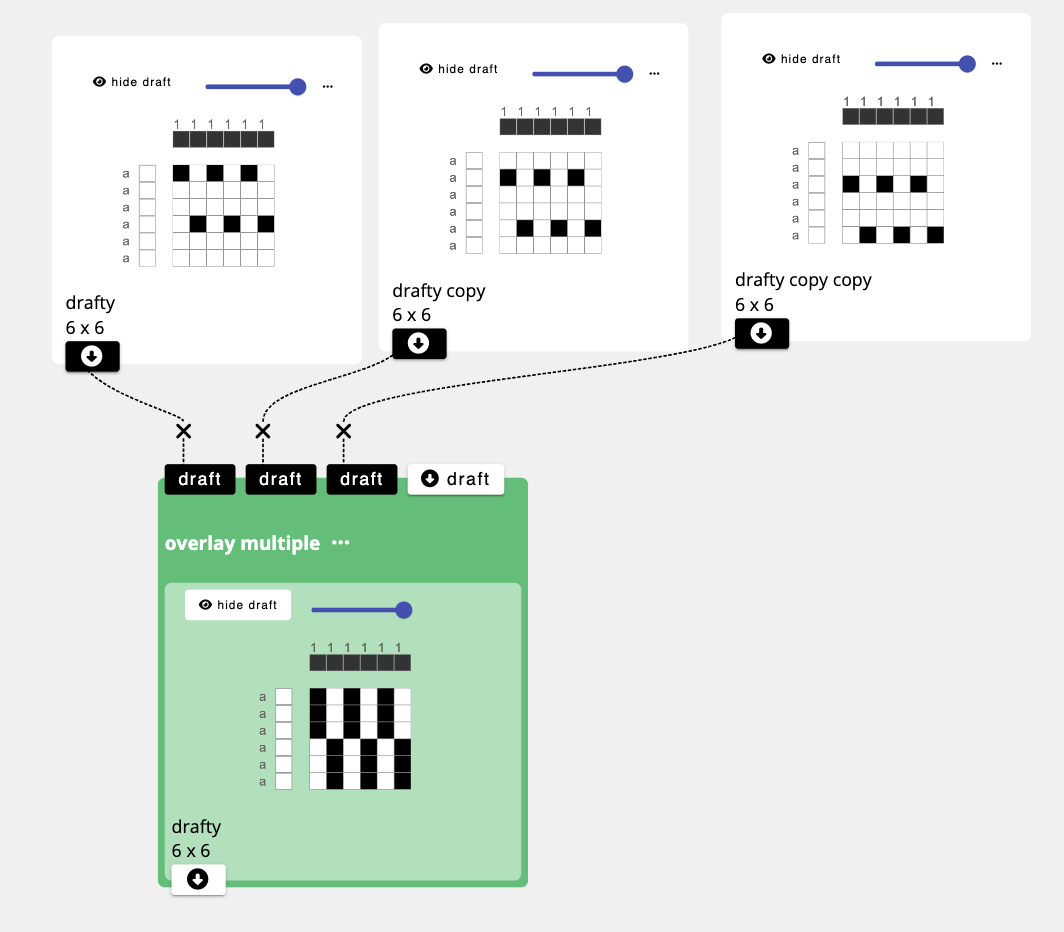 hide draft ...
1 1 1 1 1 1
a
a
a
a
a
a
drafty
6 x 6
hide draft ...
1 1 1 1 1 1
a
a
a
a
a
a
drafty copy
6 x 6
hide draft ...
1 1 1 1 1 1
a
a
a
a
a
a
drafty copy copy
6 x 6
draft draft draft draft
overlay multiple ...
hide draft
1 1 1 1 1 1
a
a
a
a
a
a
drafty
6 x 6